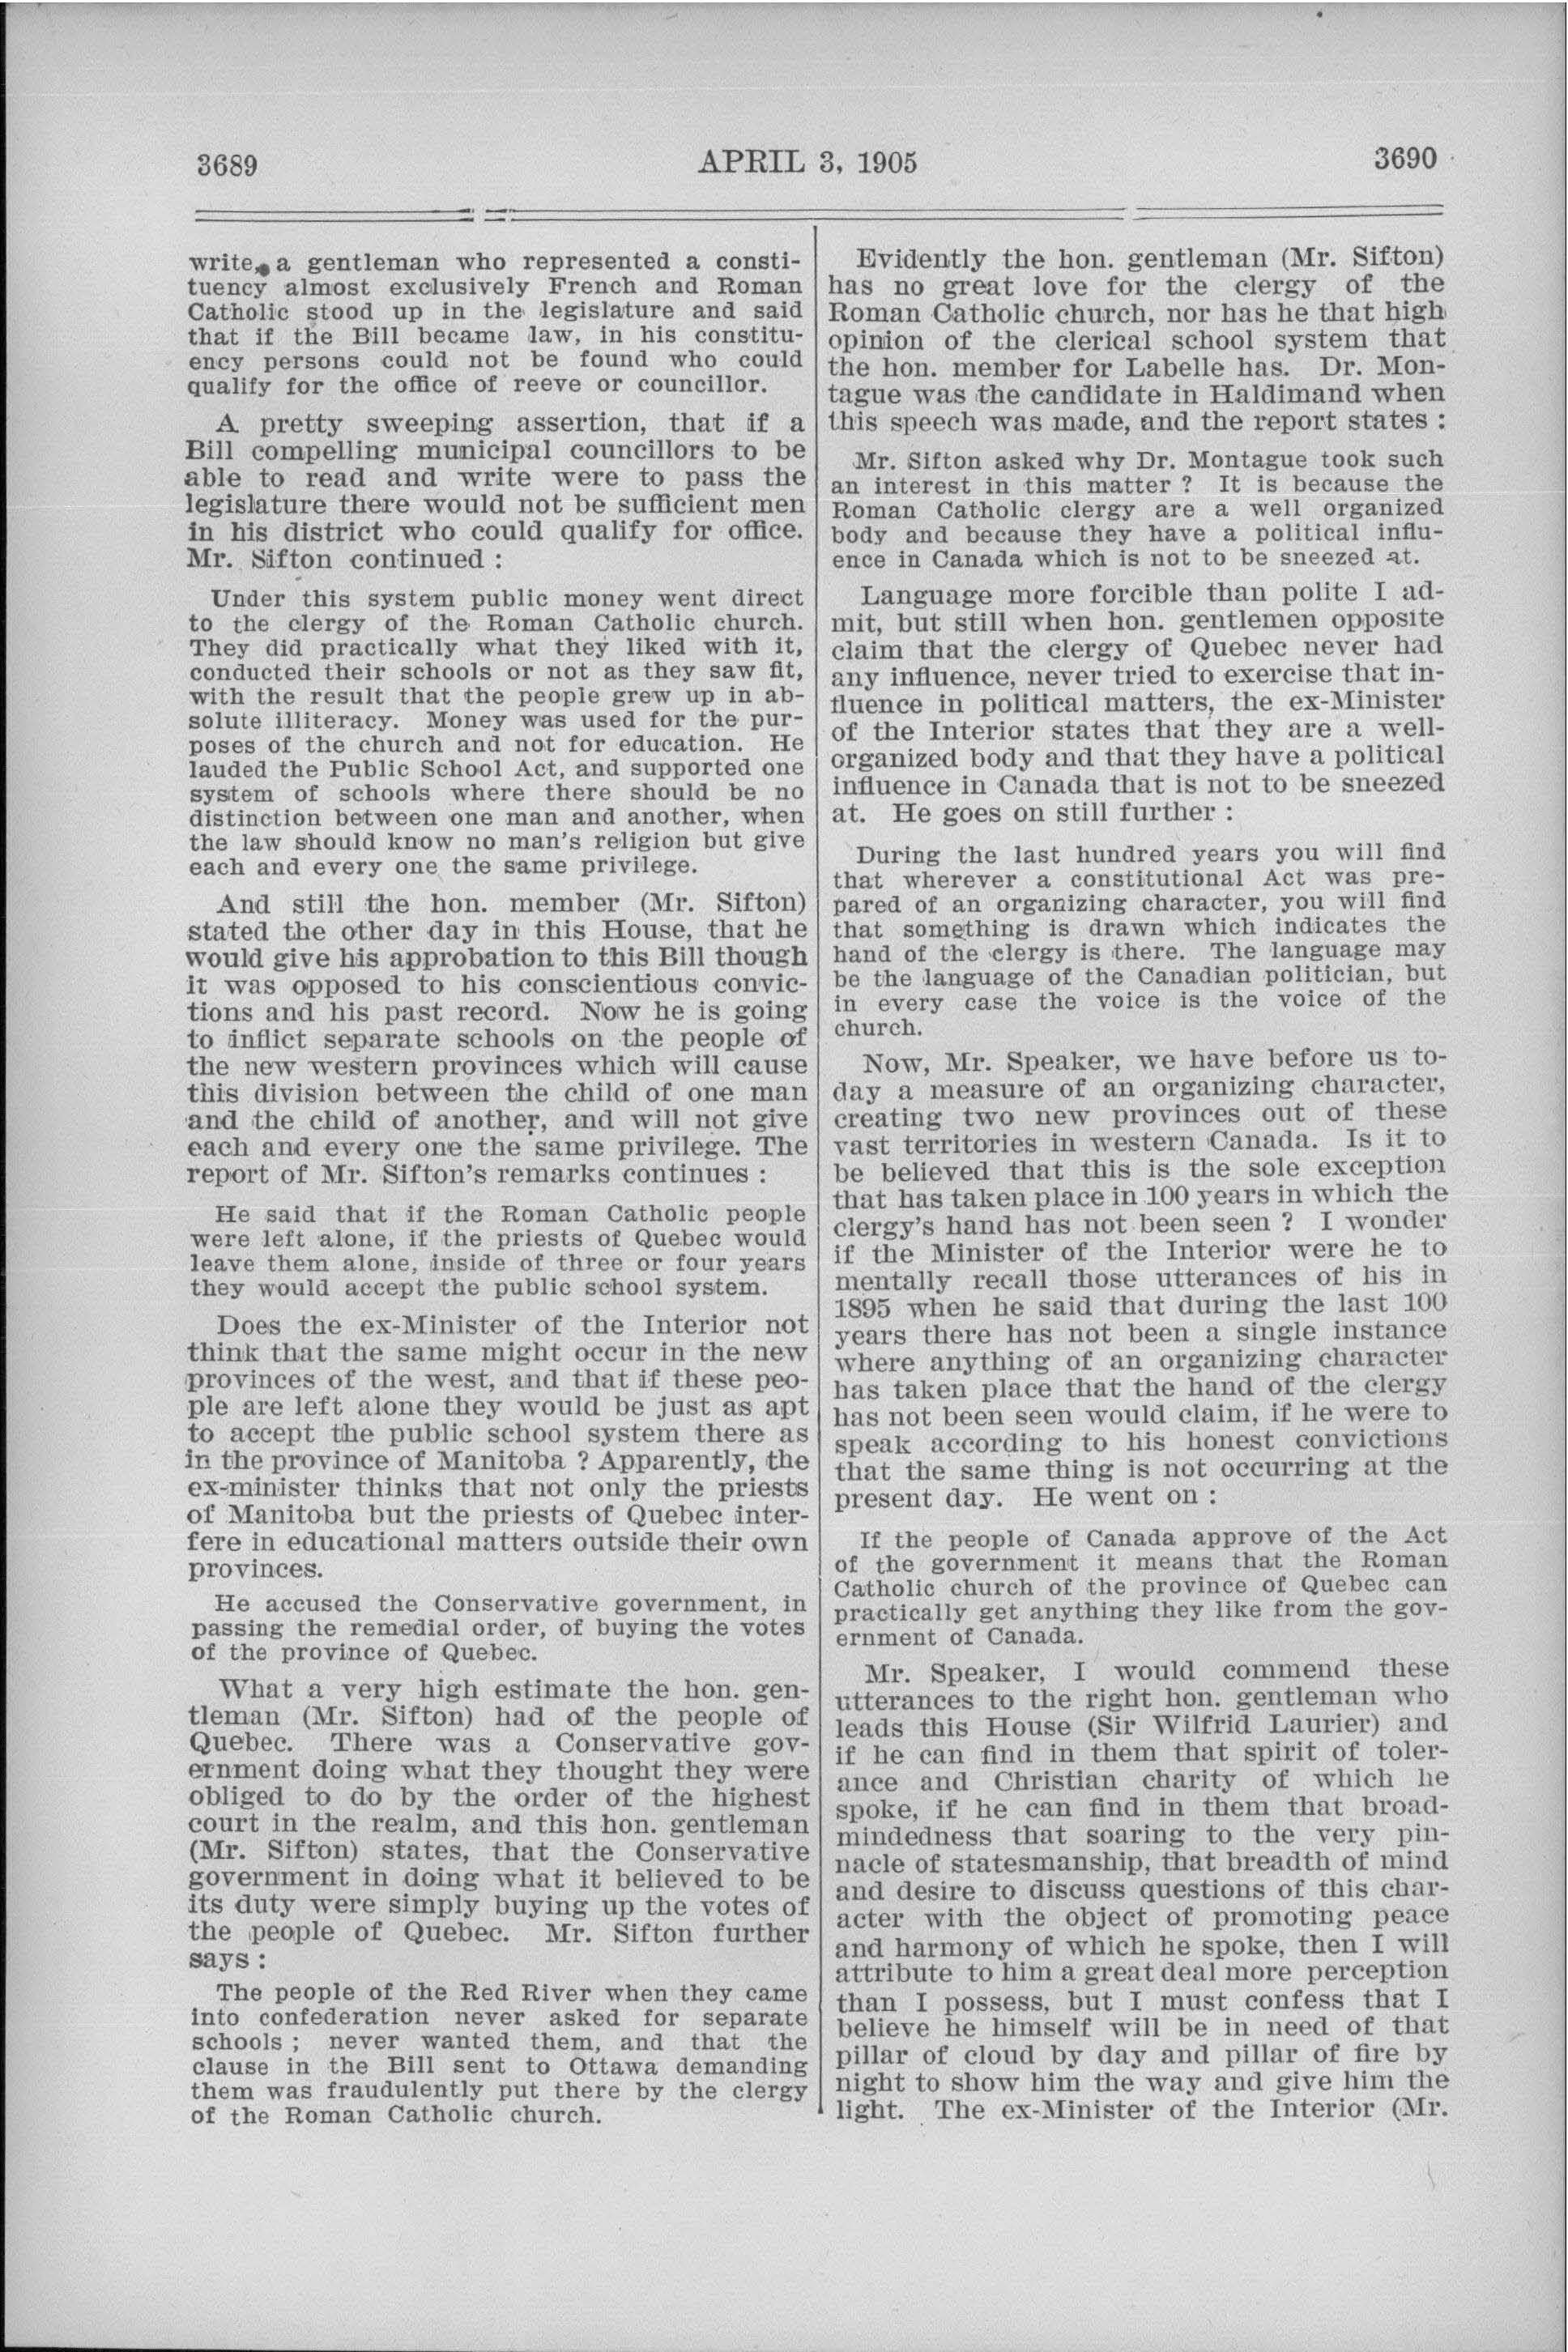 3689
APRIL 3, 1905
3690
write, a gentleman who represented a consti-
tuency almost exclusively French and Roman
Catholic stood up in the legislature and said
that if the Bill became law, in his constitu-
ency persons could not be found who could
qualify for the office of reeve or councillor.
A pretty sweeping assertion, that if a
Bill compelling municipal councillors to be
able to read and write were to pass the
legislature there would not be sufficient men
in his district who could qualify for office.
Mr. Sifton continued :
Under this system public money went direct
to the clergy of the Roman Catholic church.
They did practically what they liked with it,
conducted their schools or not as they saw fit,
with the result that the people grew up in ab-
solute illiteracy. Money was used for the pur-
poses of the church and not for education. He
lauded the Public School Act, and supported one
system of schools where there should be no
distinction between one man and another, when
the law should know no man's religion but give
each and every one the same privilege.
And still the hon. member (Mr. Sifton)
stated the other day in this House, that he
would give his approbation to this Bill though
it was opposed to his conscientious convic-
tions and his past record. Now he is going
to inflict separate schools on the people of
the new western provinces which will cause
this division between the child of one man
and the child of another, and will not give
each and every one the same privilege. The
report of Mr. Sifton's remarks continues :
He said that if the Roman Catholic people
were left alone, if the priests of Quebec would
leave them alone, inside of three or four years
they would accept the public school system.
Does the ex-Minister of the Interior not
think that the same might occur in the new
provinces of the west, and that if these peo-
ple are left alone they would be just as apt
to accept the public school system there as
in the province of Manitoba ? Apparently, the
ex-minister thinks that not only the priests
of Manitoba but the priests of Quebec inter-
fere in educational matters outside their own
provinces.
He accused the Conservative government, in
passing the remedial order, of buying the votes
of the province of Quebec.
What a very high estimate the hon. gen-
tleman (Mr. Sifton) had of the people of
Quebec. There was a Conservative gov-
ernment doing what they thought they were
obliged to do by the order of the highest
court in the realm, and this hon. gentleman
(Mr. Sifton) states, that the Conservative
government in doing what it believed to be
its duty were simply buying up the votes of
the people of Quebec. Mr. Sifton further
says :
The people of the Red River when they came
into confederation never asked for separate
schools ; never wanted them, and that the
clause in the Bill sent to Ottawa demanding
them was fraudulently put there by the clergy
of the Roman Catholic church.
Evidently the hon. gentleman (Mr. Sifton)
has no great love for the clergy of the
Roman Catholic church, nor has he that high
opinion of the clerical school system that
the hon. member for Labelle has. Dr. Mon-
tague was the candidate in Haldimand when
this speech was made, and the report states :
Mr. Sifton asked why Dr. Montague took such
an interest in this matter ? It is because the
Roman Catholic clergy are a well organized
body and because they have a political influ-
ence in Canada which is not to be sneezed at.
Language more forcible than polite I ad-
mit, but still when hon. gentlemen opposite
claim that the clergy of Quebec never had
any influence, never tried to exercise that in-
fluence in political matters, the ex-Minister
of the Interior states that they are a well-
organized body and that they have a political
influence in Canada that is not to be sneezed
at. He goes on still further :
During the last hundred years you will find
that wherever a constitutional Act was pre-
pared of an organizing character, you will find
that something is drawn which indicates the
hand of the clergy is there. The language may
be the language of the Canadian politician, but
in every case the voice is the voice of the
church.
Now, Mr. Speaker, we have before us to-
day a measure of an organizing character,
creating two new provinces out of these
vast territories in western Canada. Is it to
be believed that this is the sole exception
that has taken place in 100 years in which the
clergy's hand has not been seen ? I wonder
if the Minister of the Interior were he to
mentally recall those utterances of his in
1895 when he said that during the last 100
years there has not been a single instance
where anything of an organizing character
has taken place that the hand of the clergy
has not been seen would claim, if he were to
speak according to his honest convictions
that the same thing is not occurring at the
present day. He went on :
If the people of Canada approve of the Act
of the government it means that the Roman
Catholic church of the province of Quebec can
practically get anything they like from the gov-
ernment of Canada.
Mr. Speaker, I would commend these
utterances to the right hon. gentleman who
leads this House (Sir Wilfrid Laurier) and
if he can find in them that spirit of toler-
ance and Christian charity of which he
spoke, if he can find in them that broad-
mindedness that soaring to the very pin-
nacle of statesmanship, that breadth of mind
and desire to discuss questions of this char-
acter with the object of promoting peace
and harmony of which he spoke, then I will
attribute to him a great deal more perception
than I possess, but I must confess that I
believe he himself will be in need of that
pillar of cloud by day and pillar of fire by
night to show him the way and give him the
light. The ex-Minister of the Interior (Mr.